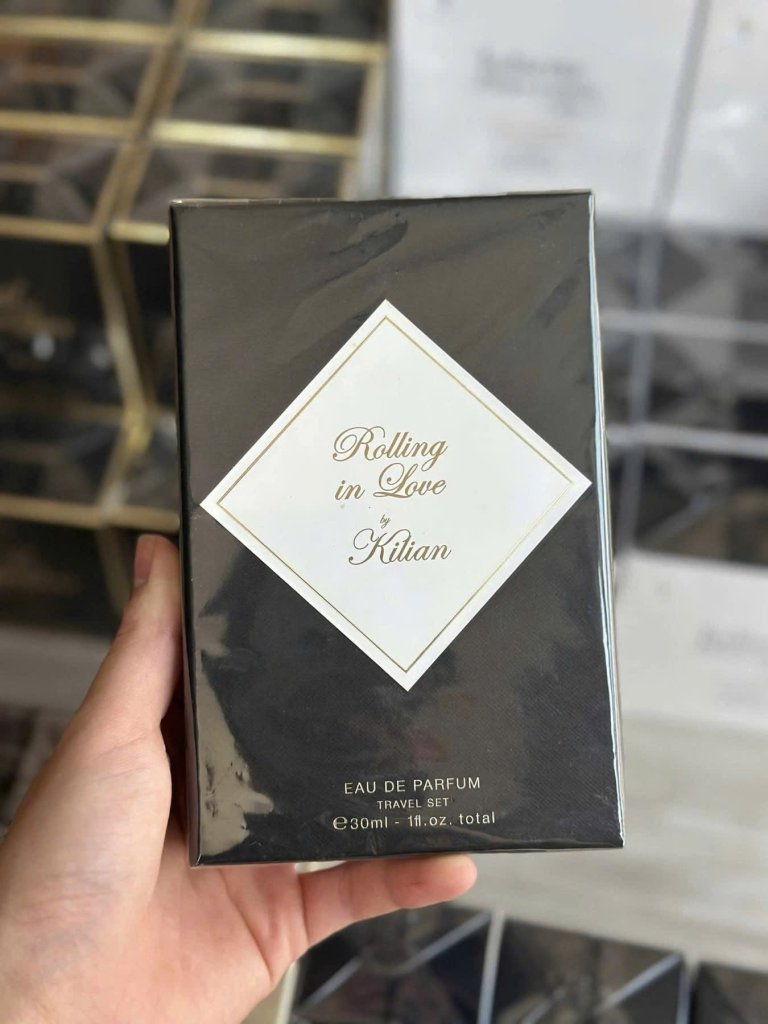 Rolling
in Love
by
Kilian
EAU DE PARFUM
TRAVEL SET
℮30ml - 1fl.oz. total